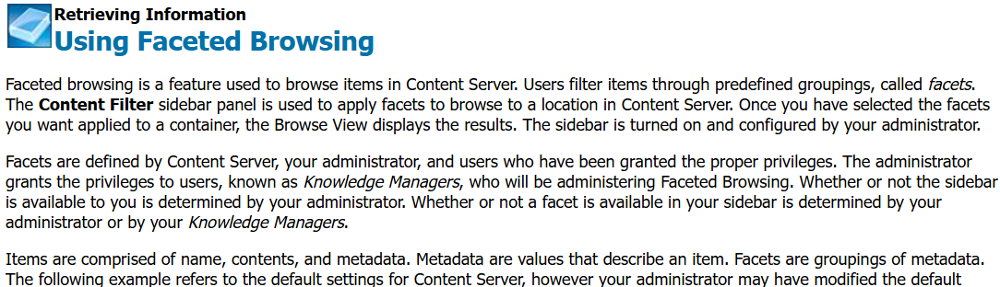 Retrieving Information
Using Faceted Browsing
Faceted browsing is a feature used to browse items in Content Server. Users filter items through predefined groupings, called facets.
The Content Filter sidebar panel is used to apply facets to browse to a location in Content Server. Once you have selected the facets
you want applied to a container, the Browse View displays the results. The sidebar is turned on and configured by your administrator.
Facets are defined by Content Server, your administrator, and users who have been granted the proper privileges. The administrator
grants the privileges to users, known as Knowledge Managers, who will be administering Faceted Browsing. Whether or not the sidebar
is available to you is determined by your administrator. Whether or not a facet is available in your sidebar is determined by your
administrator or by your Knowledge Managers.
Items are comprised of name, contents, and metadata. Metadata are values that describe an item. Facets are groupings of metadata.
The following example refers to the default settings for Content Server, however your administrator may have modified the default